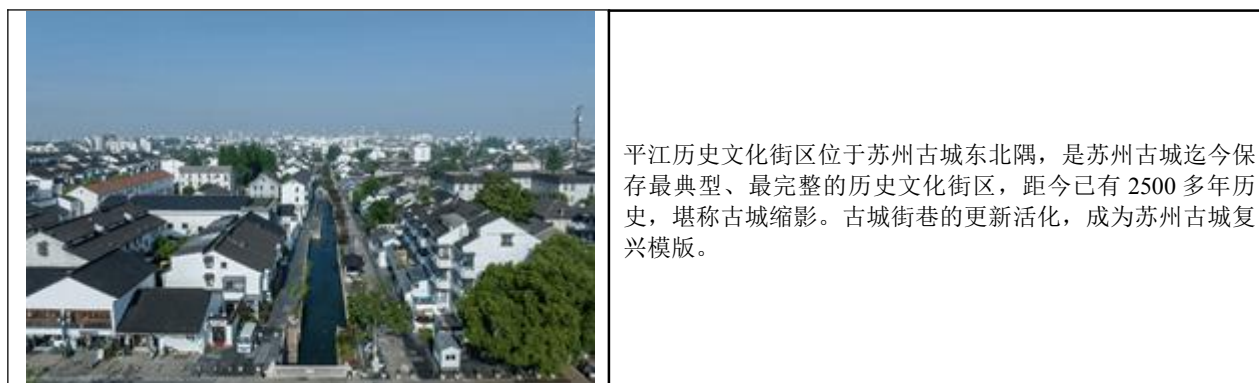 平江历史文化街区位于苏州古城东北隅，是苏州古城迄今保
存最典型、最完整的历史文化街区，距今已有 2500 多年历
史，堪称古城缩影。古城街巷的更新活化，成为苏州古城复
兴模版。